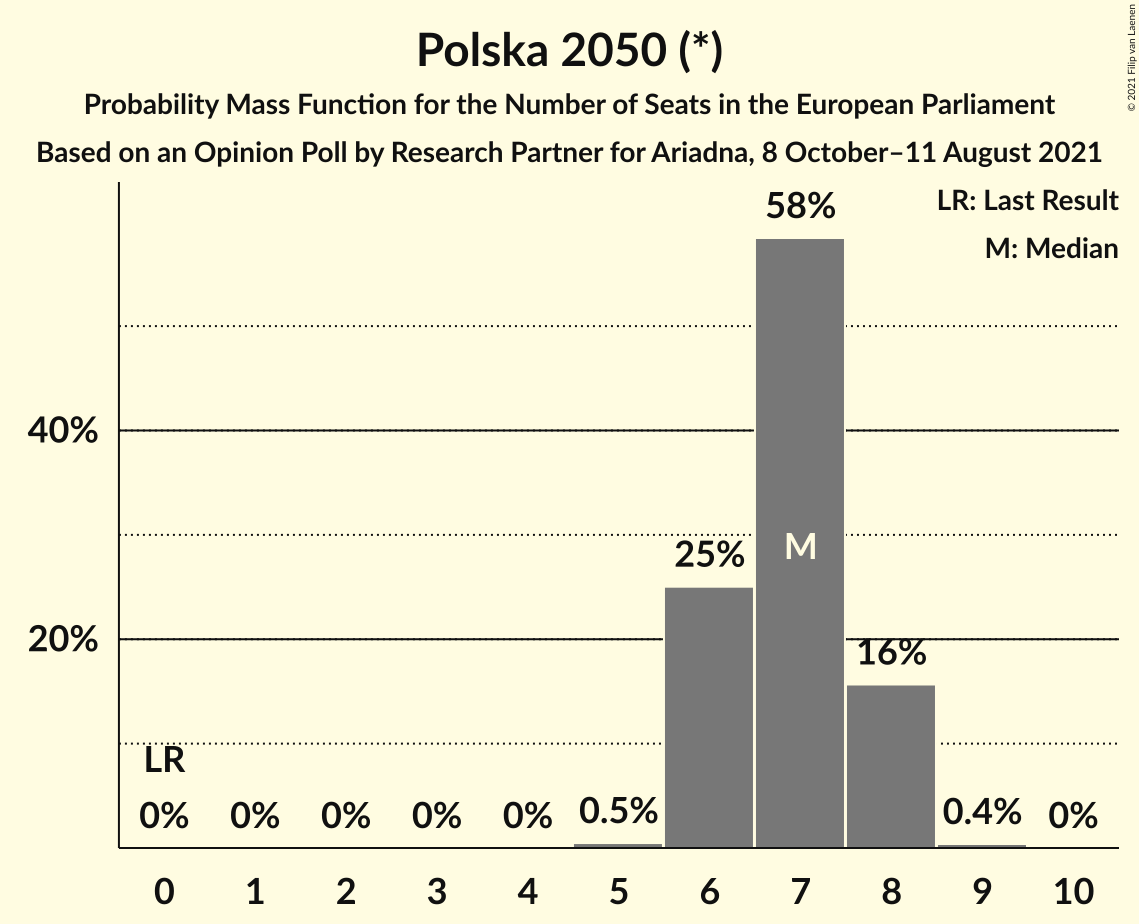 Polska 2050 (*)
Probability Mass Function for the Number of Seats in the European Parliament
Based on an Opinion Poll by Research Partner for Ariadna, 8 October–11 August 2021
© 2021 Filip van Laenen
LR: Last Result
M: Median
58%
40%
25%
M
20%
16%
LR
0% 0% 0% 0% 0% 0.5% 0.4% 0%
0 1 2 3 4 5 6 7 8 9 10